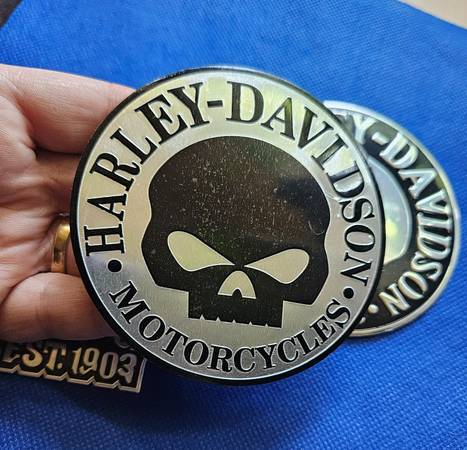 HARLEY-DAVIDSON
• MOTORCYCLES •
Y-DAVIDSON
EST. 1903